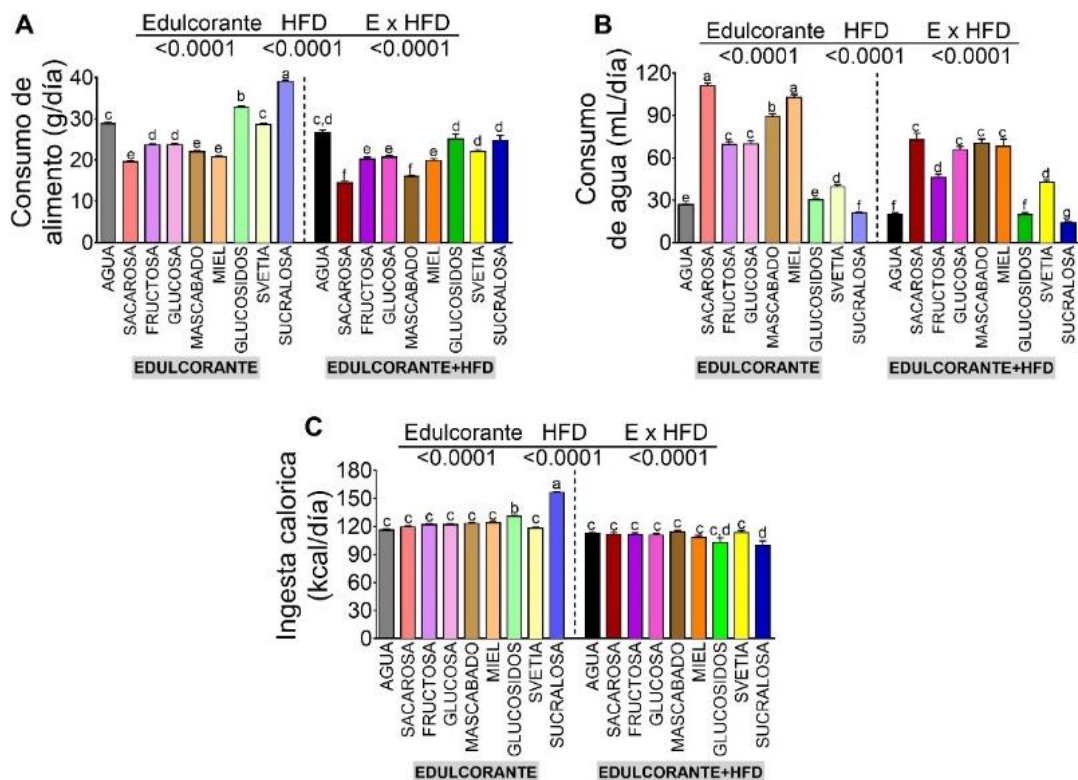 A
Edulcorante HFD E x HFD
<0.0001 <0.0001 <0.0001
Consumo de
alimento (g/día)
40
30
20
10
0
c e d d e e b c a
c,d f e e f e d d d
AGUA
SACAROSA
FRUCTOSA
GLUCOSA
MASCABADO
MIEL
GLUCOSIDOS
SVETIA
SUCRALOSA
AGUA
SACAROSA
FRUCTOSA
GLUCOSA
MASCABADO
MIEL
GLUCOSIDOS
SVETIA
SUCRALOSA
EDULCORANTE
EDULCORANTE+HFD
B
Edulcorante HFD E x HFD
<0.0001 <0.0001 <0.0001
Consumo
de agua (mL/día)
120
90
60
30
0
e a c c b a e d f
f c d c c c f d g
AGUA
SACAROSA
FRUCTOSA
GLUCOSA
MASCABADO
MIEL
GLUCOSIDOS
SVETIA
SUCRALOSA
AGUA
SACAROSA
FRUCTOSA
GLUCOSA
MASCABADO
MIEL
GLUCOSIDOS
SVETIA
SUCRALOSA
EDULCORANTE
EDULCORANTE+HFD
C
Edulcorante HFD E x HFD
<0.0001 <0.0001 <0.0001
Ingesta calorica
(kcal/día)
180
150
120
90
60
30
0
c c c c c c b c a
c c c c c c c,d c d
AGUA
SACAROSA
FRUCTOSA
GLUCOSA
MASCABADO
MIEL
GLUCOSIDOS
SVETIA
SUCRALOSA
AGUA
SACAROSA
FRUCTOSA
GLUCOSA
MASCABADO
MIEL
GLUCOSIDOS
SVETIA
SUCRALOSA
EDULCORANTE
EDULCORANTE+HFD